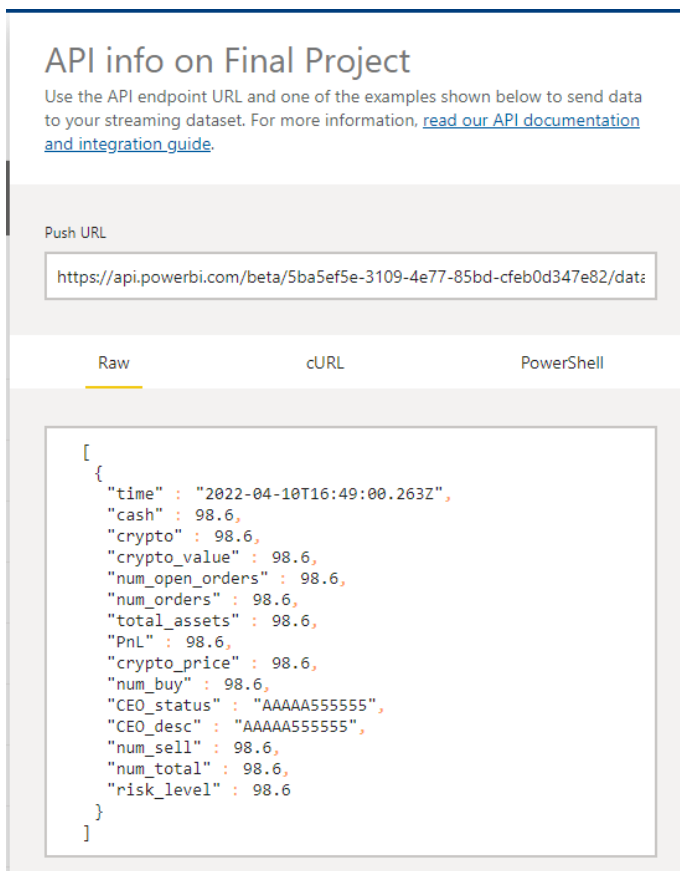 API info on Final Project
Use the API endpoint URL and one of the examples shown below to send data
to your streaming dataset. For more information, read our API documentation
and integration guide.
Push URL
https://api.powerbi.com/beta/5ba5ef5e-3109-4e77-85bd-cfeb0d347e82/data
Raw cURL PowerShell
[
{
"time" : "2022-04-10T16:49:00.263Z",
"cash" : 98.6,
"crypto" : 98.6,
"crypto_value" : 98.6,
"num_open_orders" : 98.6,
"num_orders" : 98.6,
"total_assets" : 98.6,
"PnL" : 98.6,
"crypto_price" : 98.6,
"num_buy" : 98.6,
"CEO_status" : "AAAAA555555",
"CEO_desc" : "AAAAA555555",
"num_sell" : 98.6,
"num_total" : 98.6,
"risk_level" : 98.6
}
]